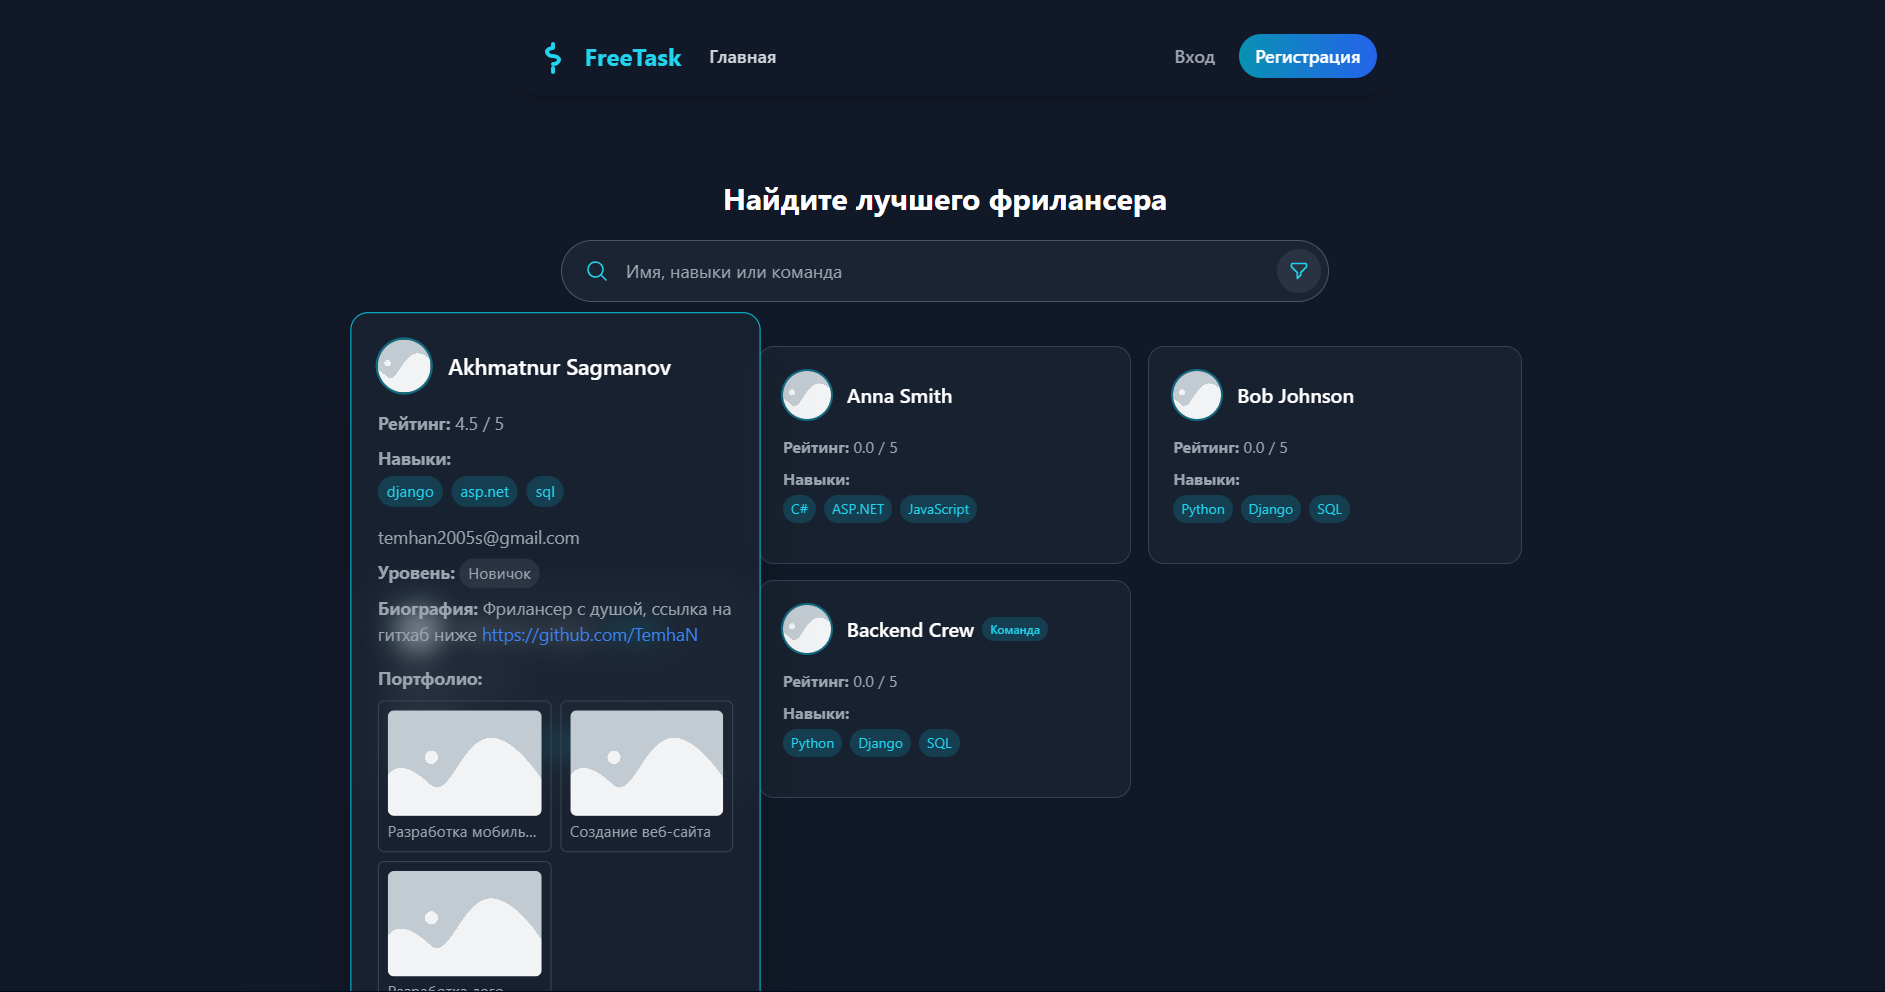 FreeTask
Главная
Вход
Регистрация
Найдите лучшего фрилансера
Имя, навыки или команда
Akhmatnur Sagmanov
Рейтинг: 4.5 / 5
Навыки:
django asp.net sql
temhan2005s@gmail.com
Уровень: Новичок
Биография: Фрилансер с душой, ссылка на
гитхаб ниже https://github.com/TemhaN
Портфолио:
Разработка мобиль...
Создание веб-сайта
Разработка лого
Anna Smith
Рейтинг: 0.0 / 5
Навыки:
C# ASP.NET JavaScript
Bob Johnson
Рейтинг: 0.0 / 5
Навыки:
Python Django SQL
Backend Crew Команда
Рейтинг: 0.0 / 5
Навыки:
Python Django SQL